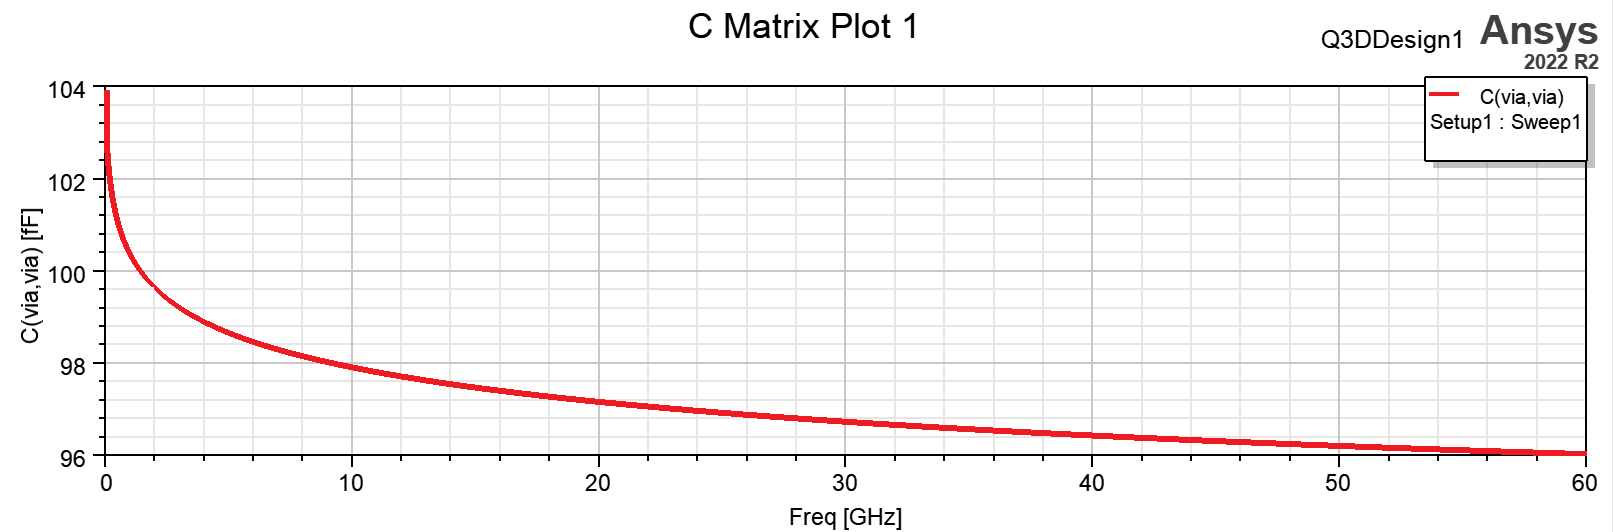 C Matrix Plot 1
Q3DDesign1
Ansys
2022 R2
C(via,via)
Setup1 : Sweep1
C(via,via) [fF]
104
102
100
98
96
0
10
20
30
40
50
60
Freq [GHz]